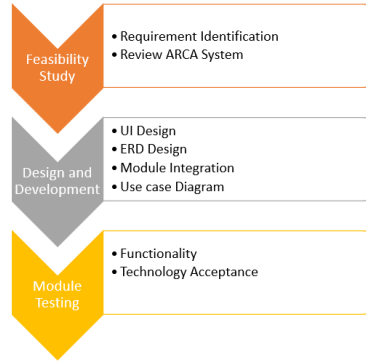 Feasibility
Study
• Requirement Identification
• Review ARCA System
Design and
Development
• UI Design
• ERD Design
• Module Integration
• Use case Diagram
Module
Testing
• Functionality
• Technology Acceptance